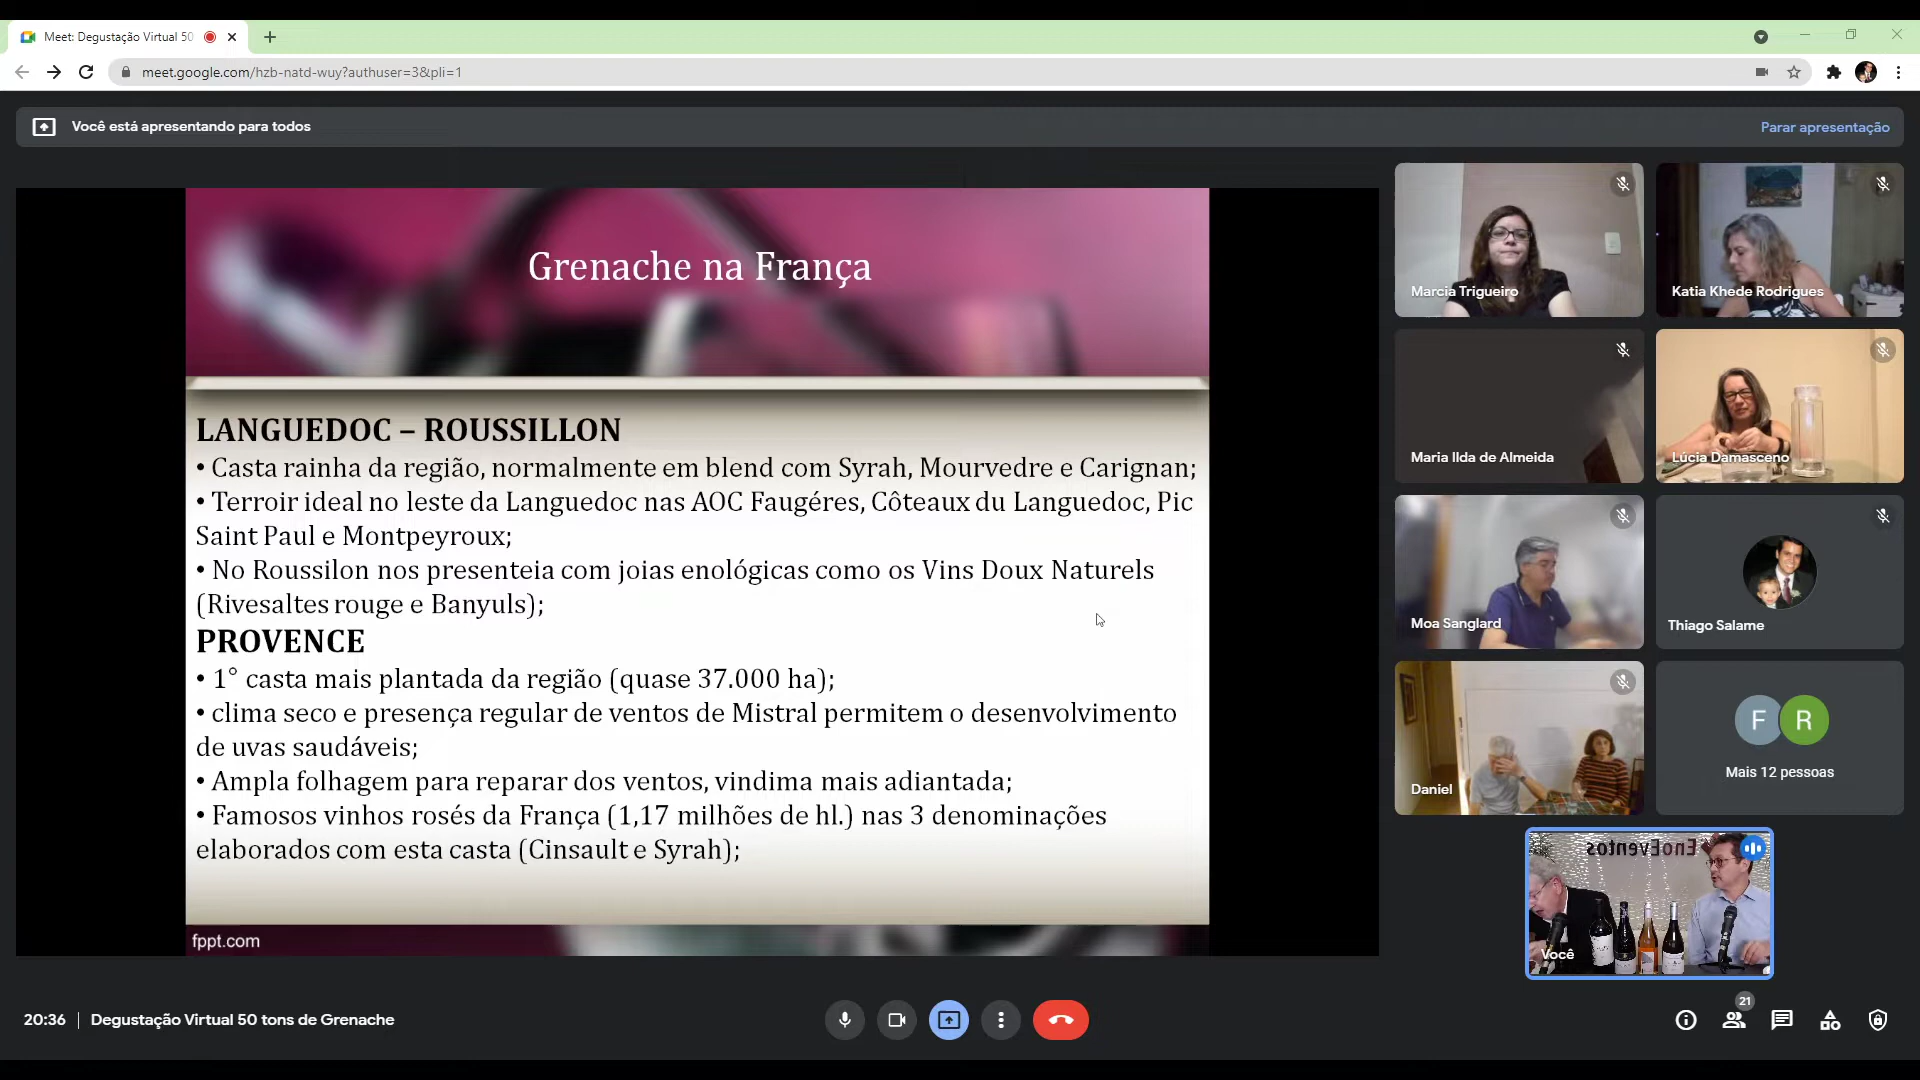 Meet: Degustação Virtual 50
meet.google.com/hzb-natd-wuy?authuser=3&pli=1
Você está apresentando para todos
Parar apresentação
Grenache na França
LANGUEDOC – ROUSSILLON
• Casta rainha da região, normalmente em blend com Syrah, Mourvedre e Carignan;
• Terroir ideal no leste da Languedoc nas AOC Faugéres, Côteaux du Languedoc, Pic
Saint Paul e Montpeyroux;
• No Roussilon nos presenteia com joias enológicas como os Vins Doux Naturels
(Rivesaltes rouge e Banyuls);
PROVENCE
• 1° casta mais plantada da região (quase 37.000 ha);
• clima seco e presença regular de ventos de Mistral permitem o desenvolvimento
de uvas saudáveis;
• Ampla folhagem para reparar dos ventos, vindima mais adiantada;
• Famosos vinhos rosés da França (1,17 milhões de hl.) nas 3 denominações
elaborados com esta casta (Cinsault e Syrah);
fppt.com
Marcia Trigueiro
Katia Khede Rodrigues
Maria Ilda de Almeida
Lúcia Damasceno
Moa Sanglard
Thiago Salame
Daniel
F R
Mais 12 pessoas
EnoEventos
Você
20:36 | Degustação Virtual 50 tons de Grenache
21